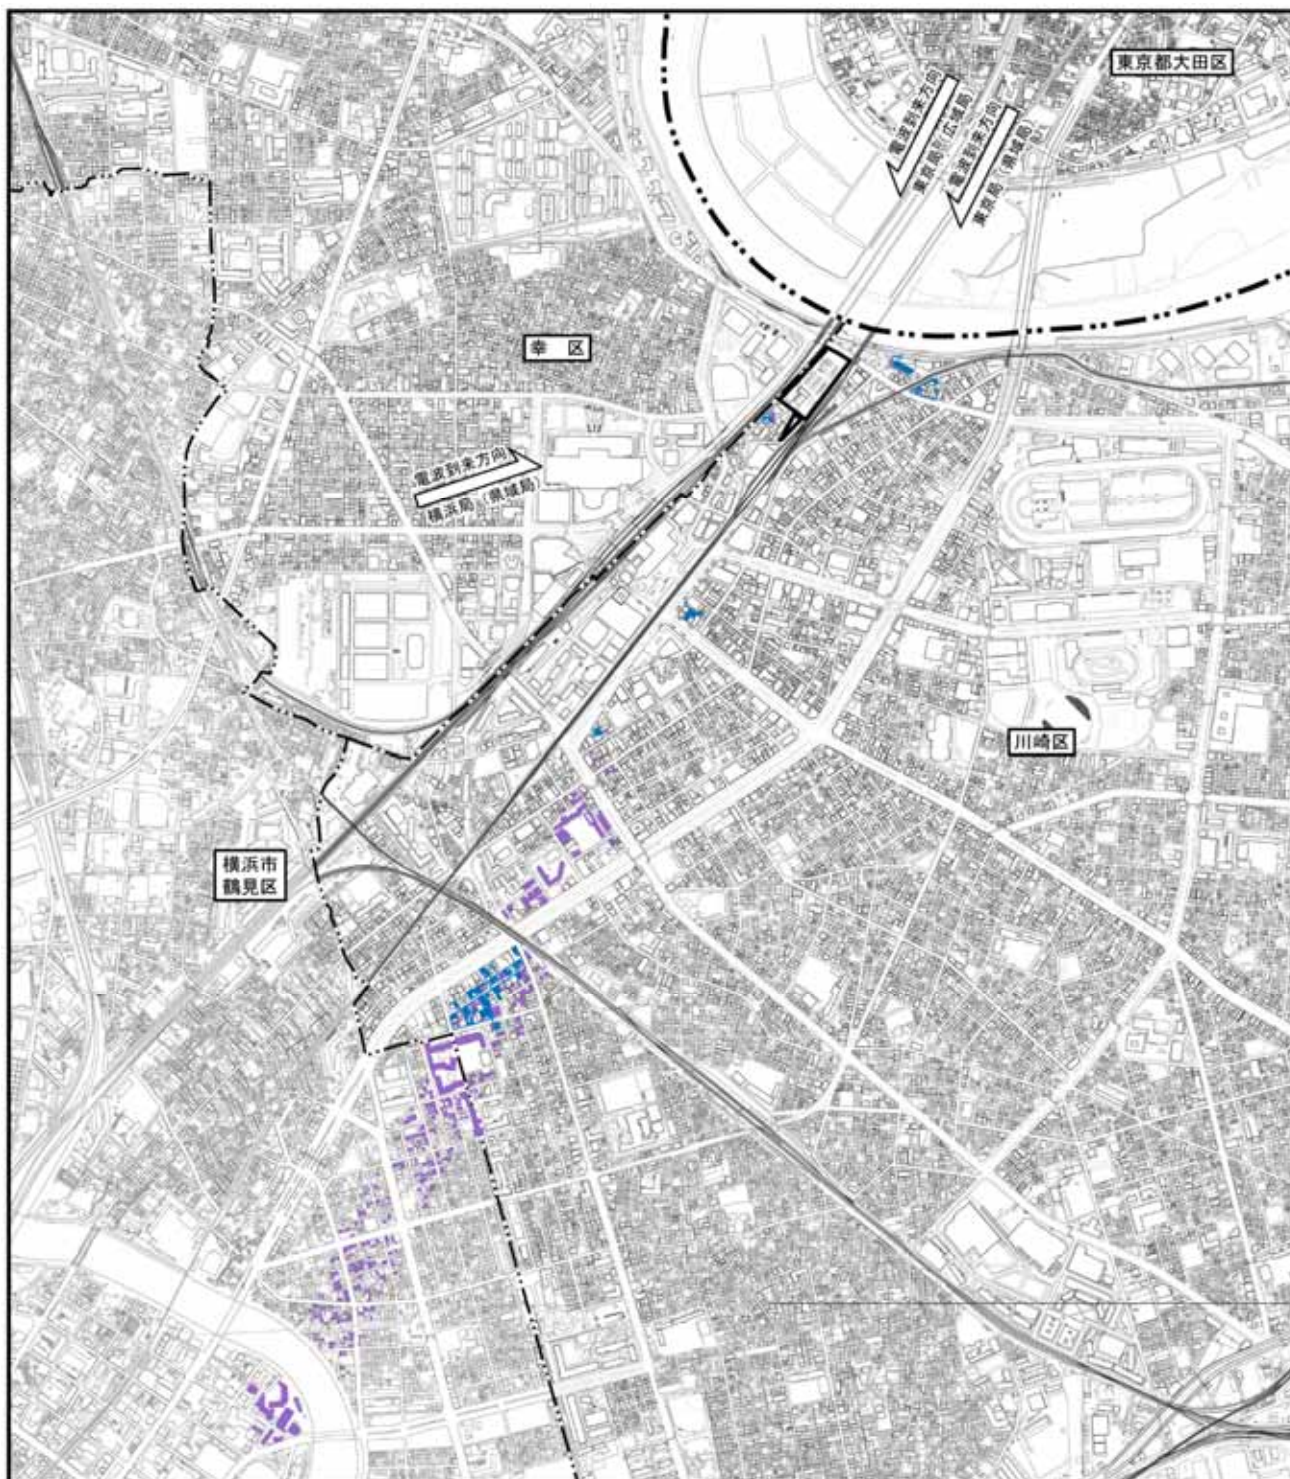 東京都大田区
電波到来方向
東京局(広域局)
電波到来方向
東京局(県域局)
幸 区
電波到来方向
横浜局(県域局)
川崎区
横浜市
鶴見区